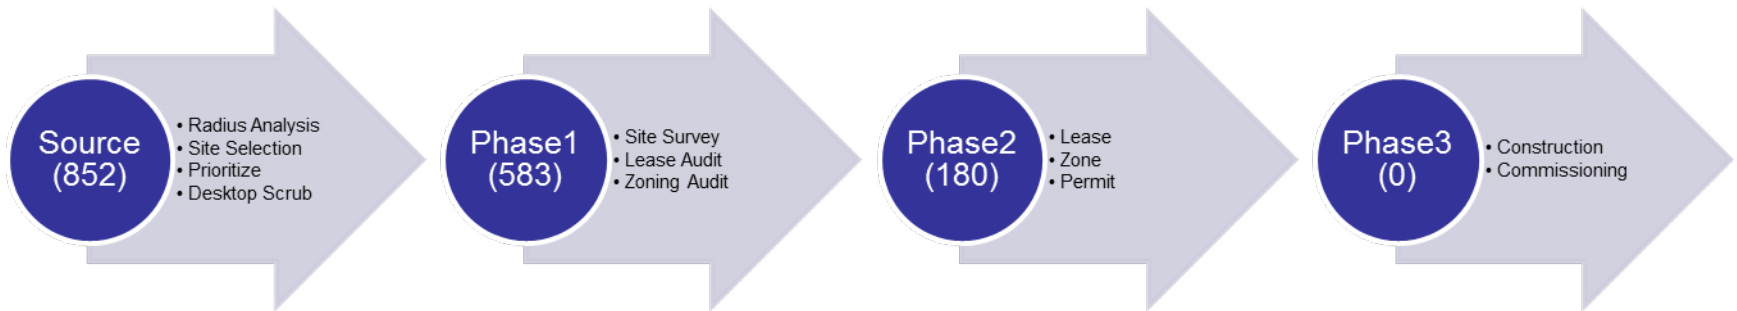 Source
(852)
• Radius Analysis
• Site Selection
• Prioritize
• Desktop Scrub
Phase1
(583)
• Site Survey
• Lease Audit
• Zoning Audit
Phase2
(180)
• Lease
• Zone
• Permit
Phase3
(0)
• Construction
• Commissioning